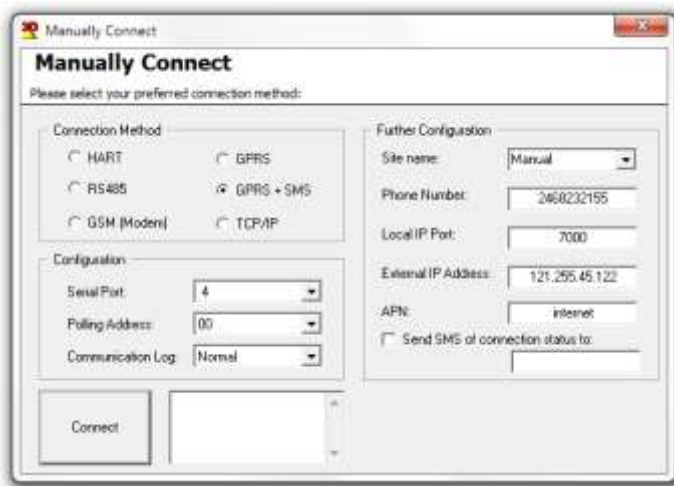 Manually Connect
Manually Connect
Please select your preferred connection method:
Connection Method
HART
GPRS
RS485
GPRS + SMS
GSM (Modem)
TCP/IP
Configuration
Serial Port:
4
Polling Address:
00
Communication Log:
Normal
Connect
Further Configuration
Site name:
Manual
Phone Number:
2468232155
Local IP Port:
7000
External IP Address:
121.255.45.122
APN:
internet
Send SMS of connection status to: